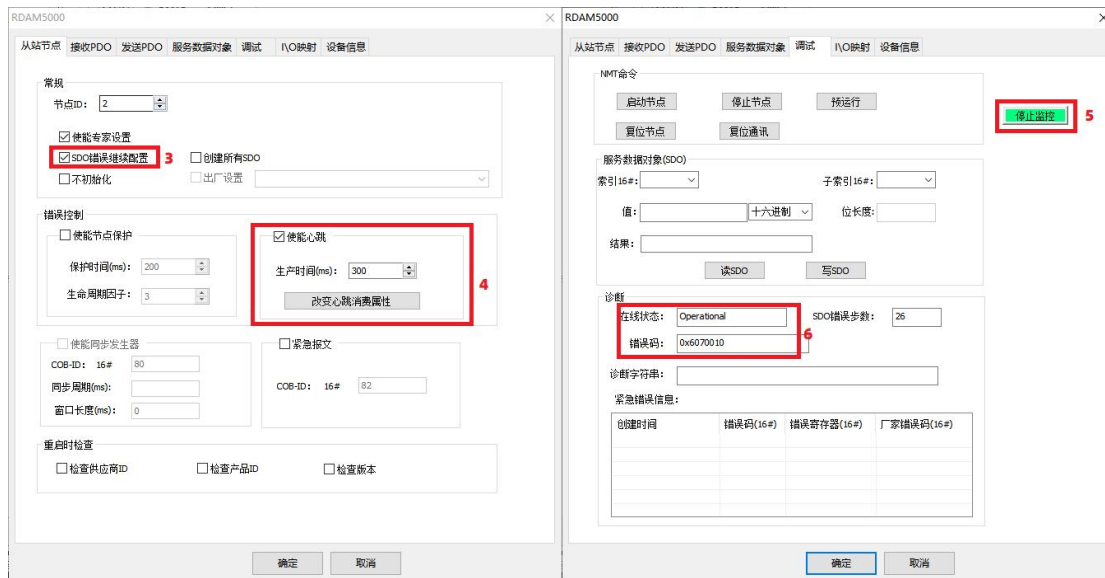 RDAM5000
从站节点 接收PDO 发送PDO 服务数据对象 调试 I\O映射 设备信息
常规
节点ID: 2
使能专家设置
SDO错误继续配置 3 创建所有SDO
不初始化 出厂设置
错误控制
使能节点保护
保护时间(ms): 200
生命周期因子: 3
使能心跳
生产时间(ms): 300
改变心跳消费属性
4
使能同步发生器
COB-ID: 16# 80
同步周期(ms):
窗口长度(ms): 0
紧急报文
COB-ID: 16# 82
重启时检查
检查供应商ID 检查产品ID 检查版本
确定 取消
RDAM5000
从站节点 接收PDO 发送PDO 服务数据对象 调试 I\O映射 设备信息
NMT命令
启动节点 停止节点 预运行
复位节点 复位通讯
停止监控 5
服务数据对象(SDO)
索引16#: 子索引16#:
值: 十六进制 位长度:
结果:
读SDO 写SDO
诊断
在线状态: Operational SDO错误步数: 26
错误码: 0x6070010 6
诊断字符串:
紧急错误信息:
创建时间 错误码(16#) 错误寄存器(16#) 厂家错误码(16#)
确定 取消